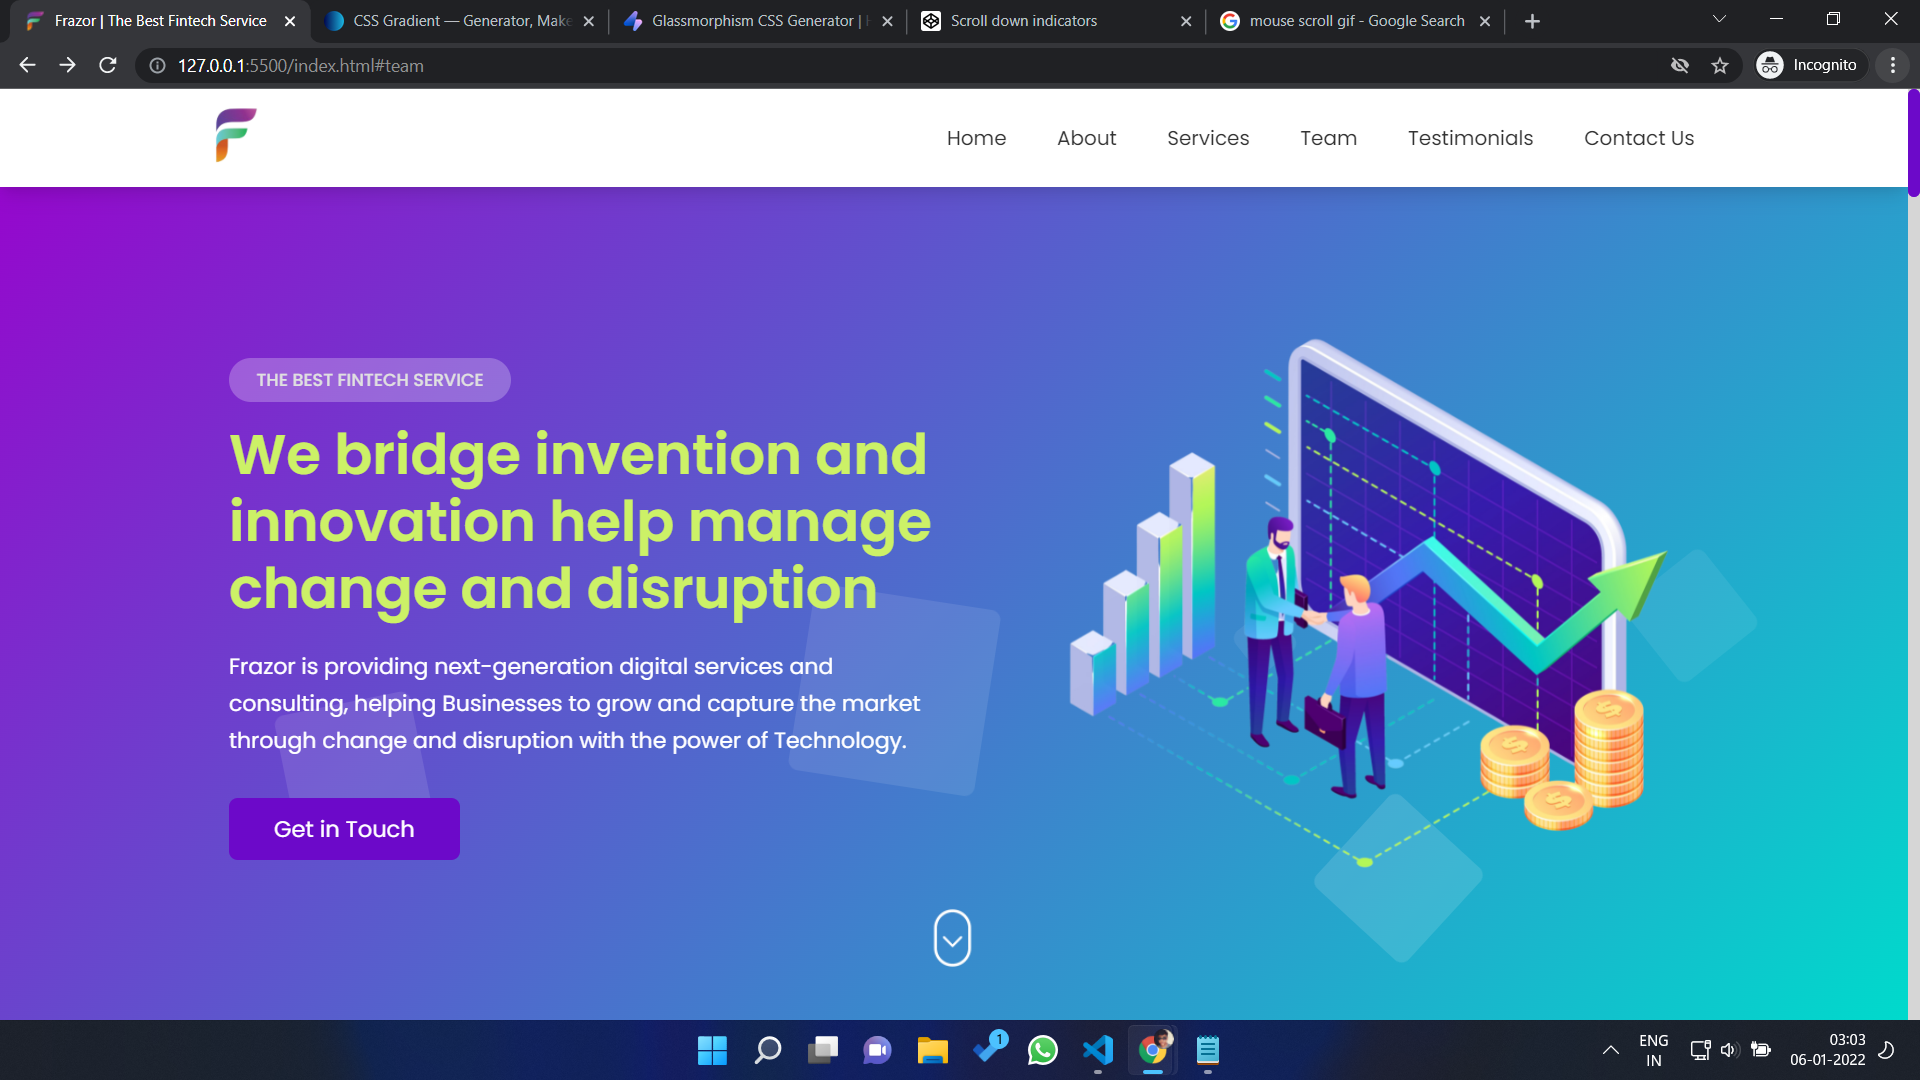 Frazor | The Best Fintech Service
CSS Gradient — Generator, Make
Glassmorphism CSS Generator |
Scroll down indicators
mouse scroll gif - Google Search
127.0.0.1:5500/index.html#team
Incognito
Home
About
Services
Team
Testimonials
Contact Us
THE BEST FINTECH SERVICE
We bridge invention and
innovation help manage
change and disruption
Frazor is providing next-generation digital services and
consulting, helping Businesses to grow and capture the market
through change and disruption with the power of Technology.
Get in Touch
1
ENG
IN
03:03
06-01-2022